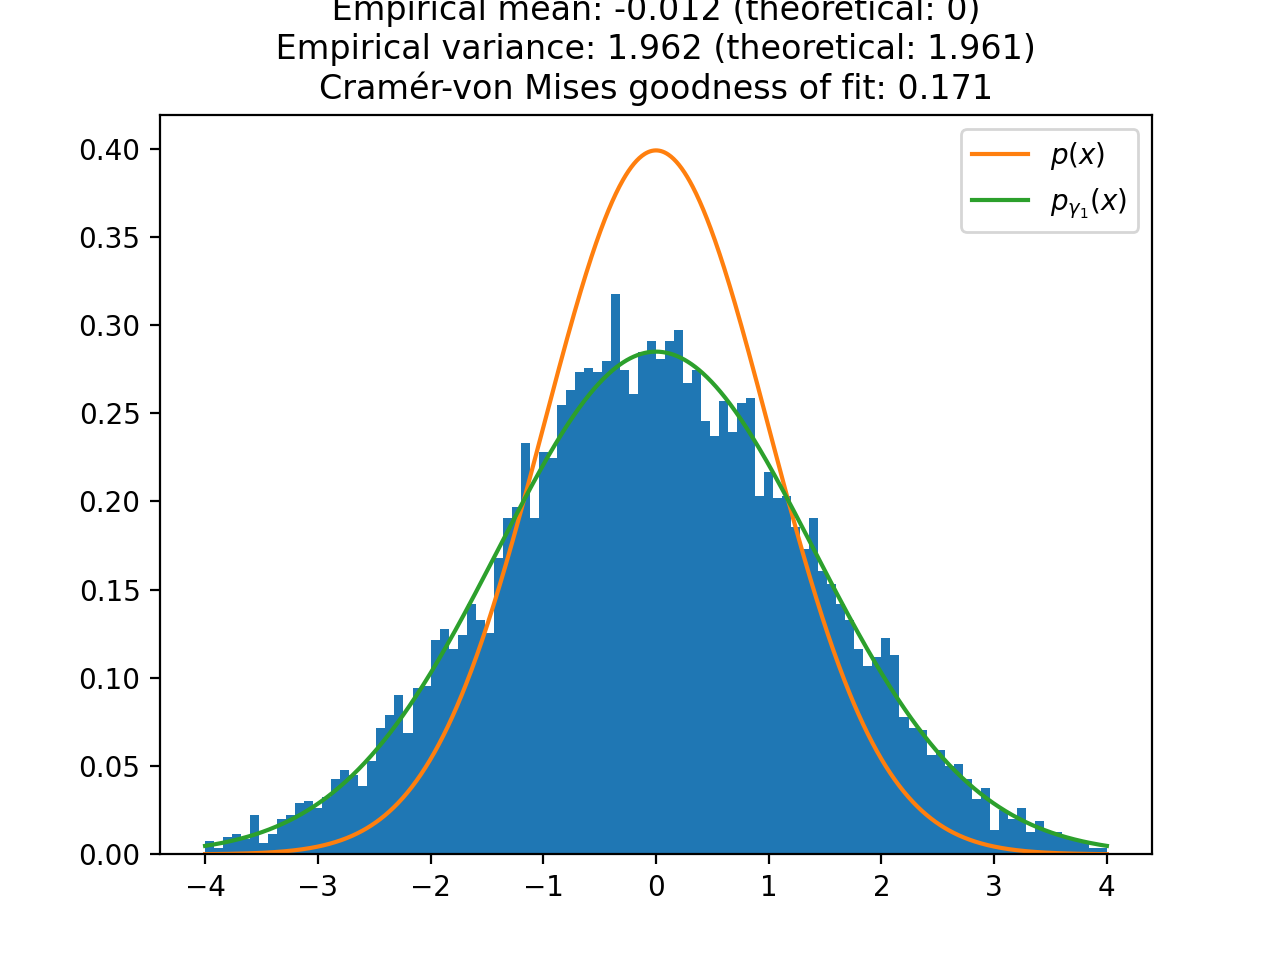 Empirical mean: -0.012 (theoretical: 0)
Empirical variance: 1.962 (theoretical: 1.961)
Cramér-von Mises goodness of fit: 0.171
p(x)
p_{γ_1}(x)
0.40
0.35
0.30
0.25
0.20
0.15
0.10
0.05
0.00
−4 −3 −2 −1 0 1 2 3 4